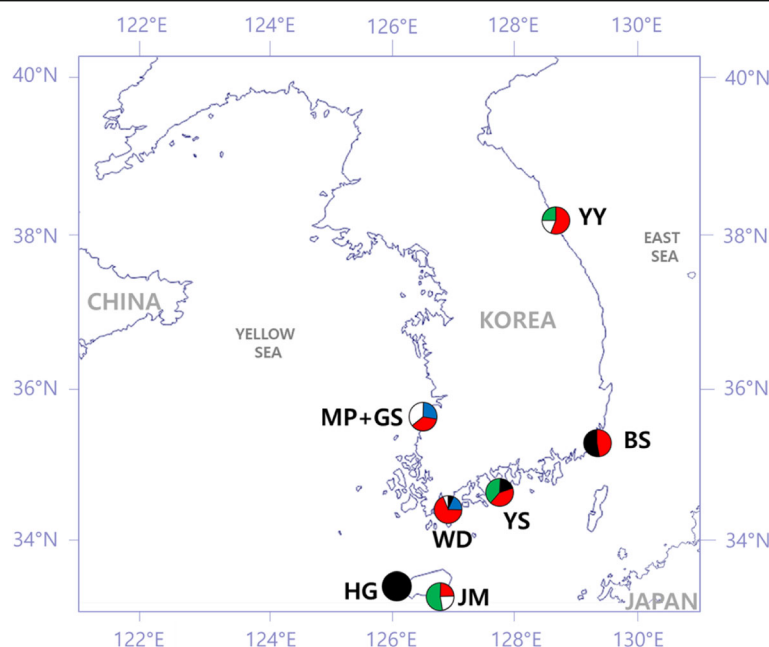 122°E 124°E 126°E 128°E 130°E
40°N 40°N
YY
38°N 38°N
EAST
SEA
CHINA
KOREA
YELLOW
SEA
36°N 36°N
MP+GS
BS
YS
34°N 34°N
WD
HG
JM
JAPAN
122°E 124°E 126°E 128°E 130°E